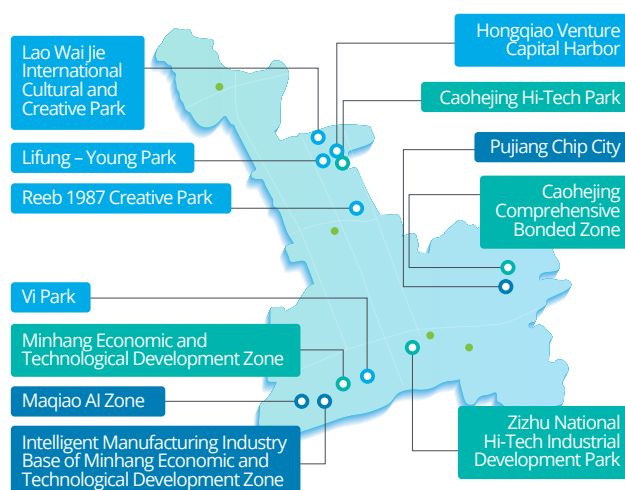 Lao Wai Jie
International
Cultural and
Creative Park
Lifung – Young Park
Reeb 1987 Creative Park
Vi Park
Minhang Economic and
Technological Development Zone
Maqiao AI Zone
Intelligent Manufacturing Industry
Base of Minhang Economic and
Technological Development Zone
Hongqiao Venture
Capital Harbor
Caohejing Hi-Tech Park
Pujiang Chip City
Caohejing
Comprehensive
Bonded Zone
Zizhu National
Hi-Tech Industrial
Development Park